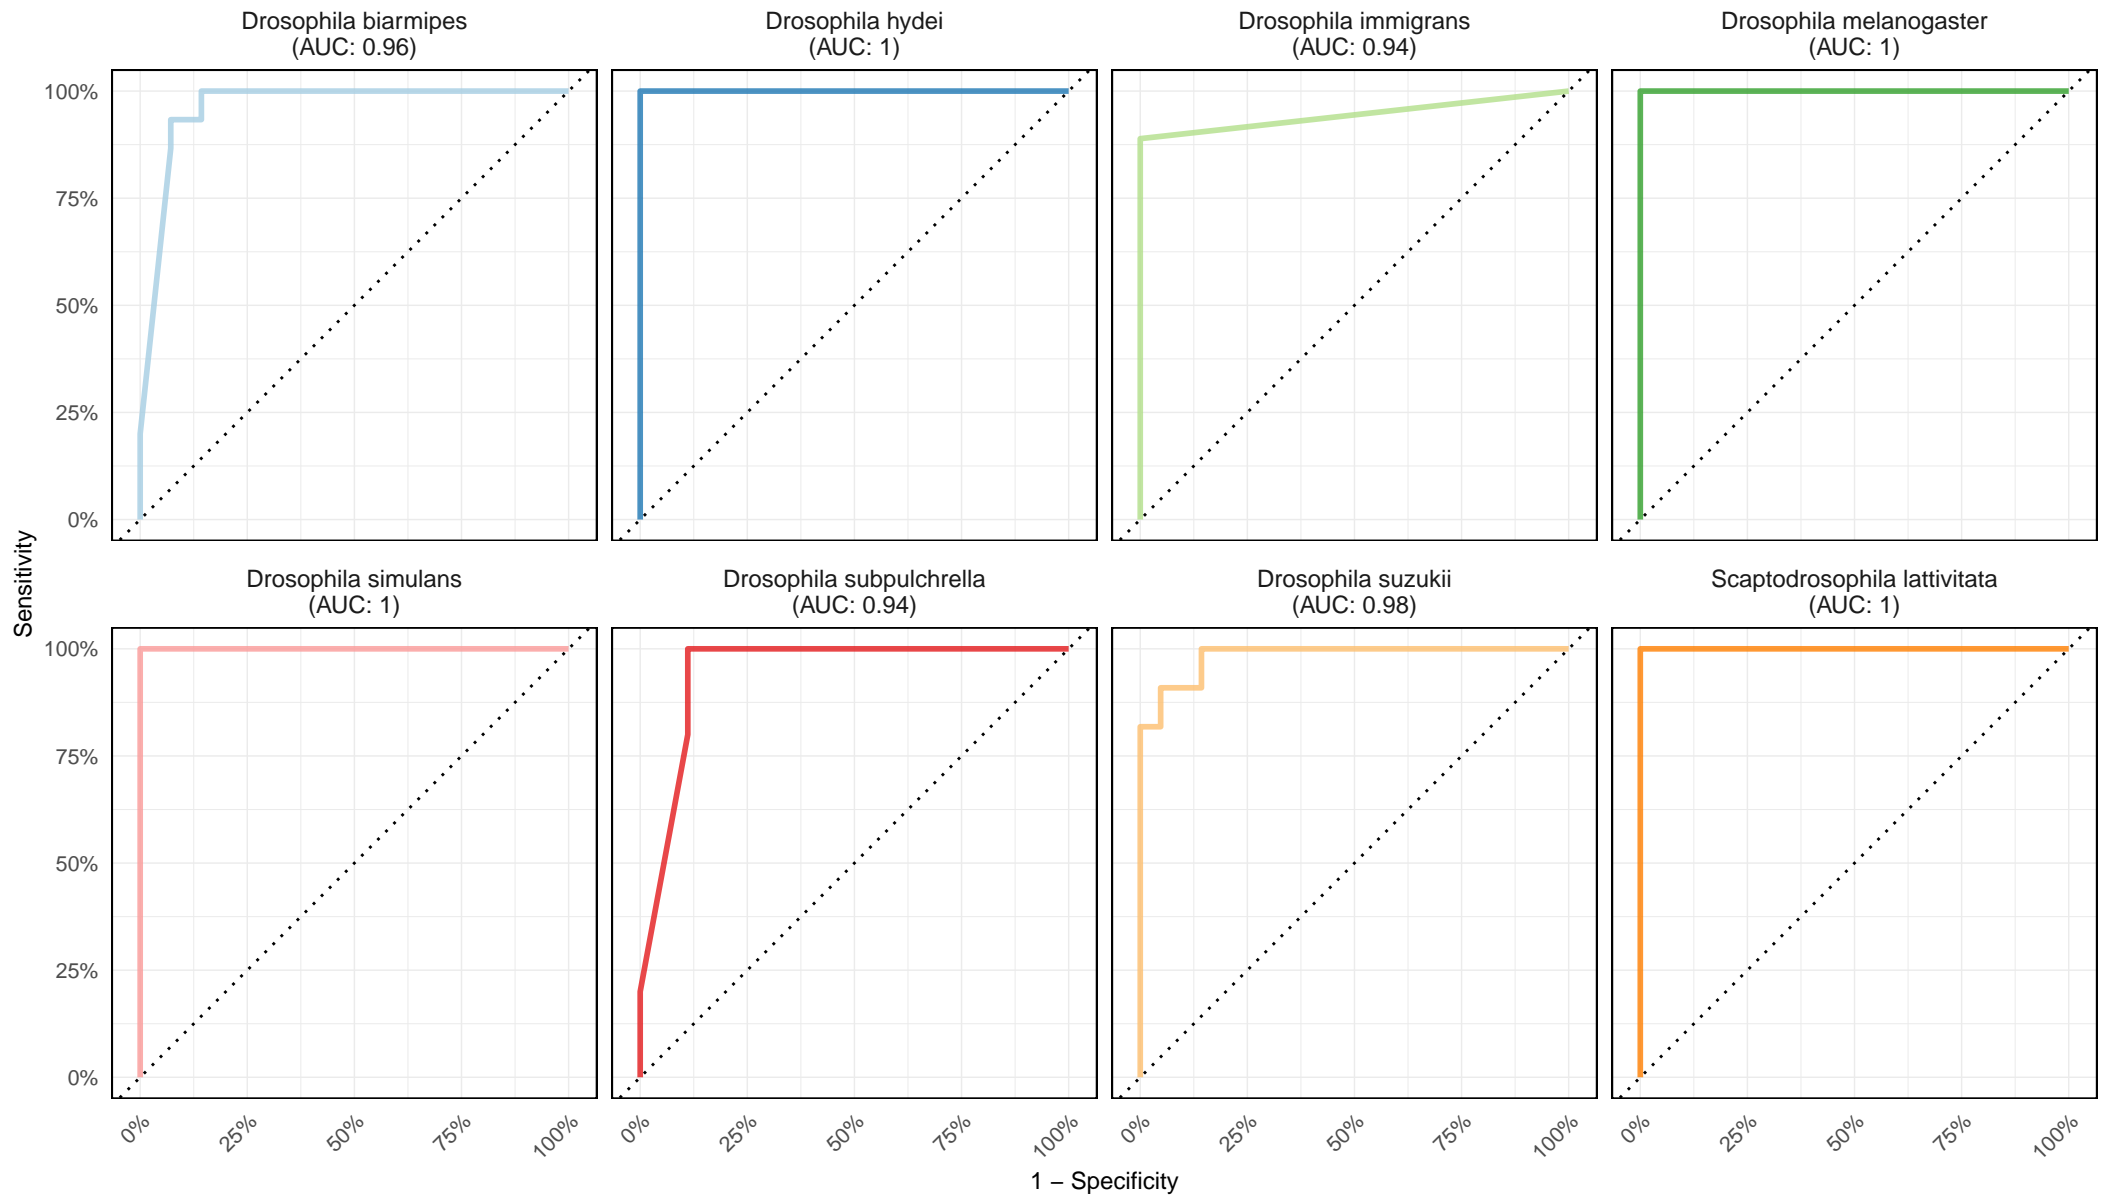 Drosophila biarmipes
(AUC: 0.96)
Drosophila hydei
(AUC: 1)
Drosophila immigrans
(AUC: 0.94)
Drosophila melanogaster
(AUC: 1)
100%
75%
50%
25%
0%
Sensitivity
Drosophila simulans
(AUC: 1)
Drosophila subpulchrella
(AUC: 0.94)
Drosophila suzukii
(AUC: 0.98)
Scaptodrosophila lattivitata
(AUC: 1)
100%
75%
50%
25%
0%
0% 25% 50% 75% 100%
0% 25% 50% 75% 100%
0% 25% 50% 75% 100%
0% 25% 50% 75% 100%
1 – Specificity